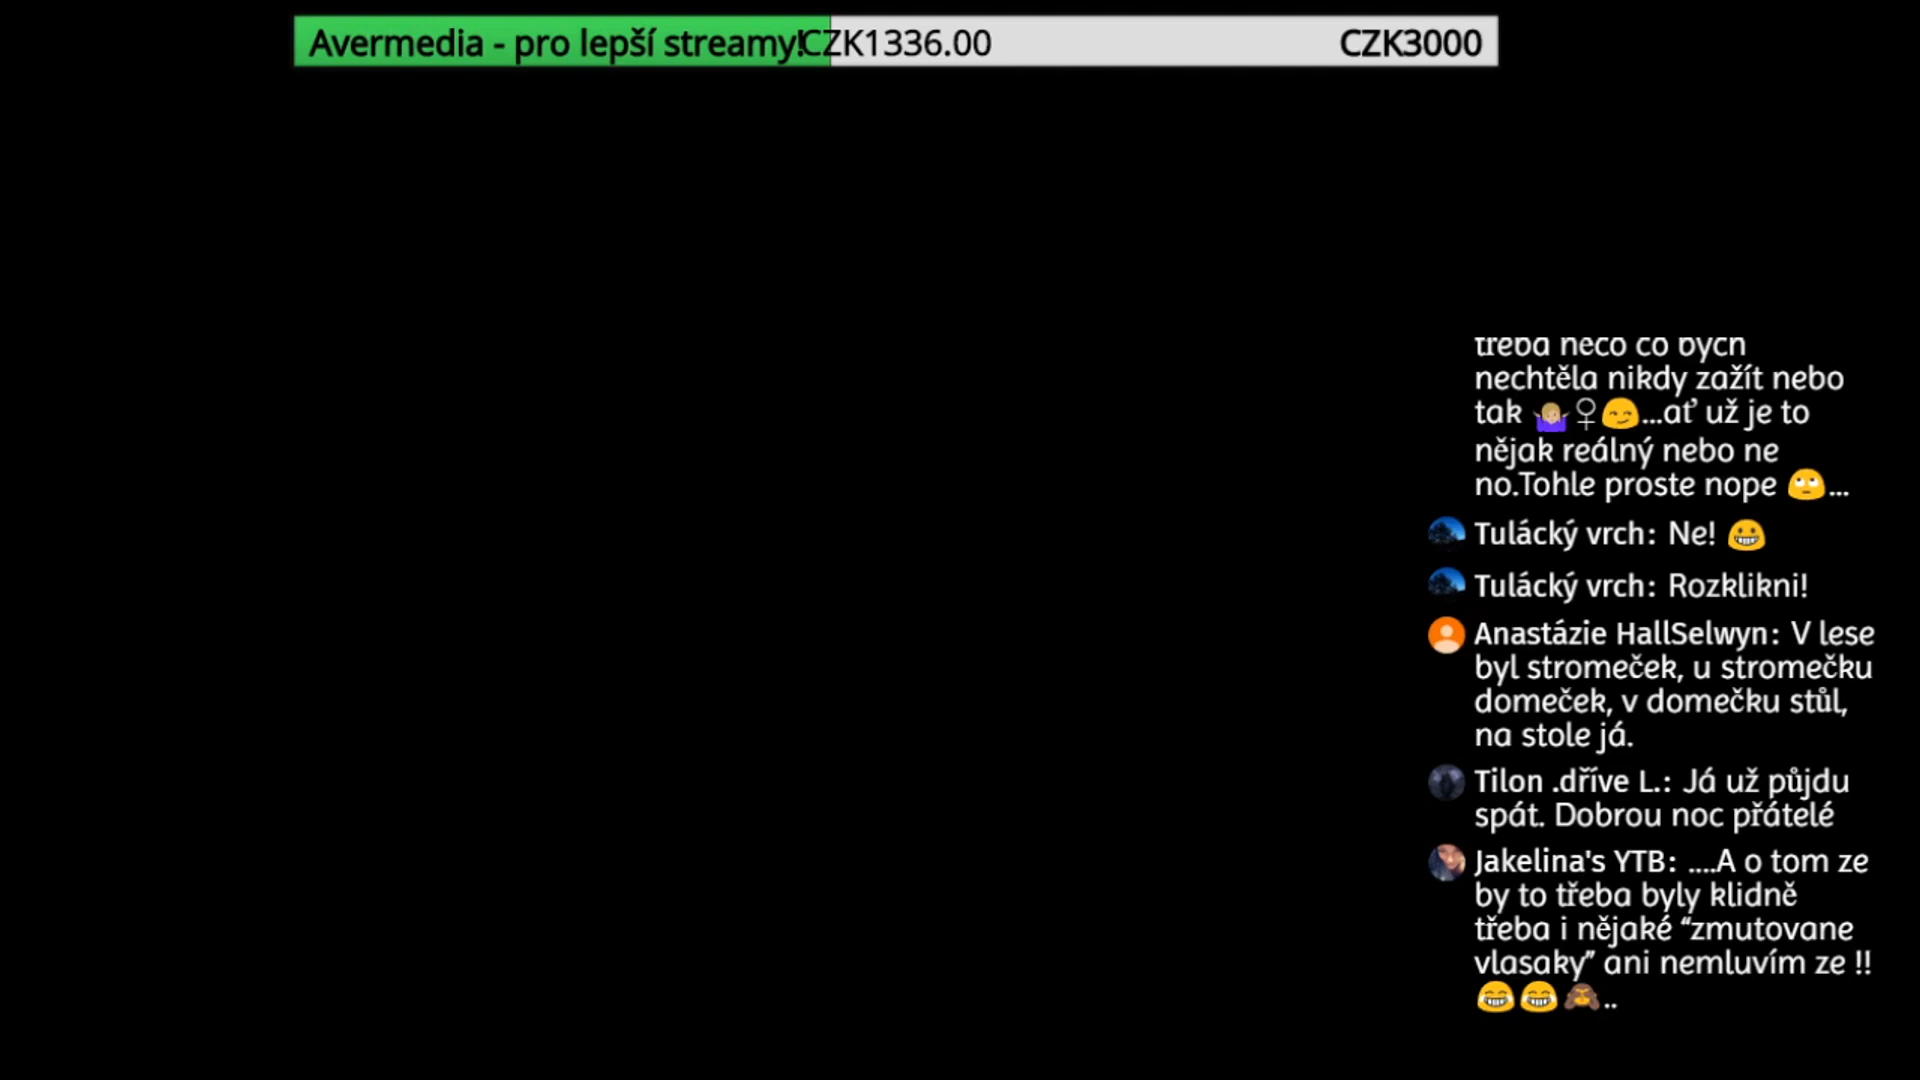 Avermedia - pro lepší streamy! CZK1336.00 CZK3000
třeba něco co bych
nechtěla nikdy zažít nebo
tak 🤷🏼♀😏...ať už je to
nějak reálný nebo ne
no.Tohle proste nope 🙄...
Tulácký vrch: Ne! 😀
Tulácký vrch: Rozklikni!
Anastázie HallSelwyn: V lese
byl stromeček, u stromečku
domeček, v domečku stůl,
na stole já.
Tilon .dříve L.: Já už půjdu
spát. Dobrou noc přátelé
Jakelina's YTB: ....A o tom ze
by to třeba byly klidně
třeba i nějaké “zmutovane
vlasaky” ani nemluvím ze !!
😂😂🙈..